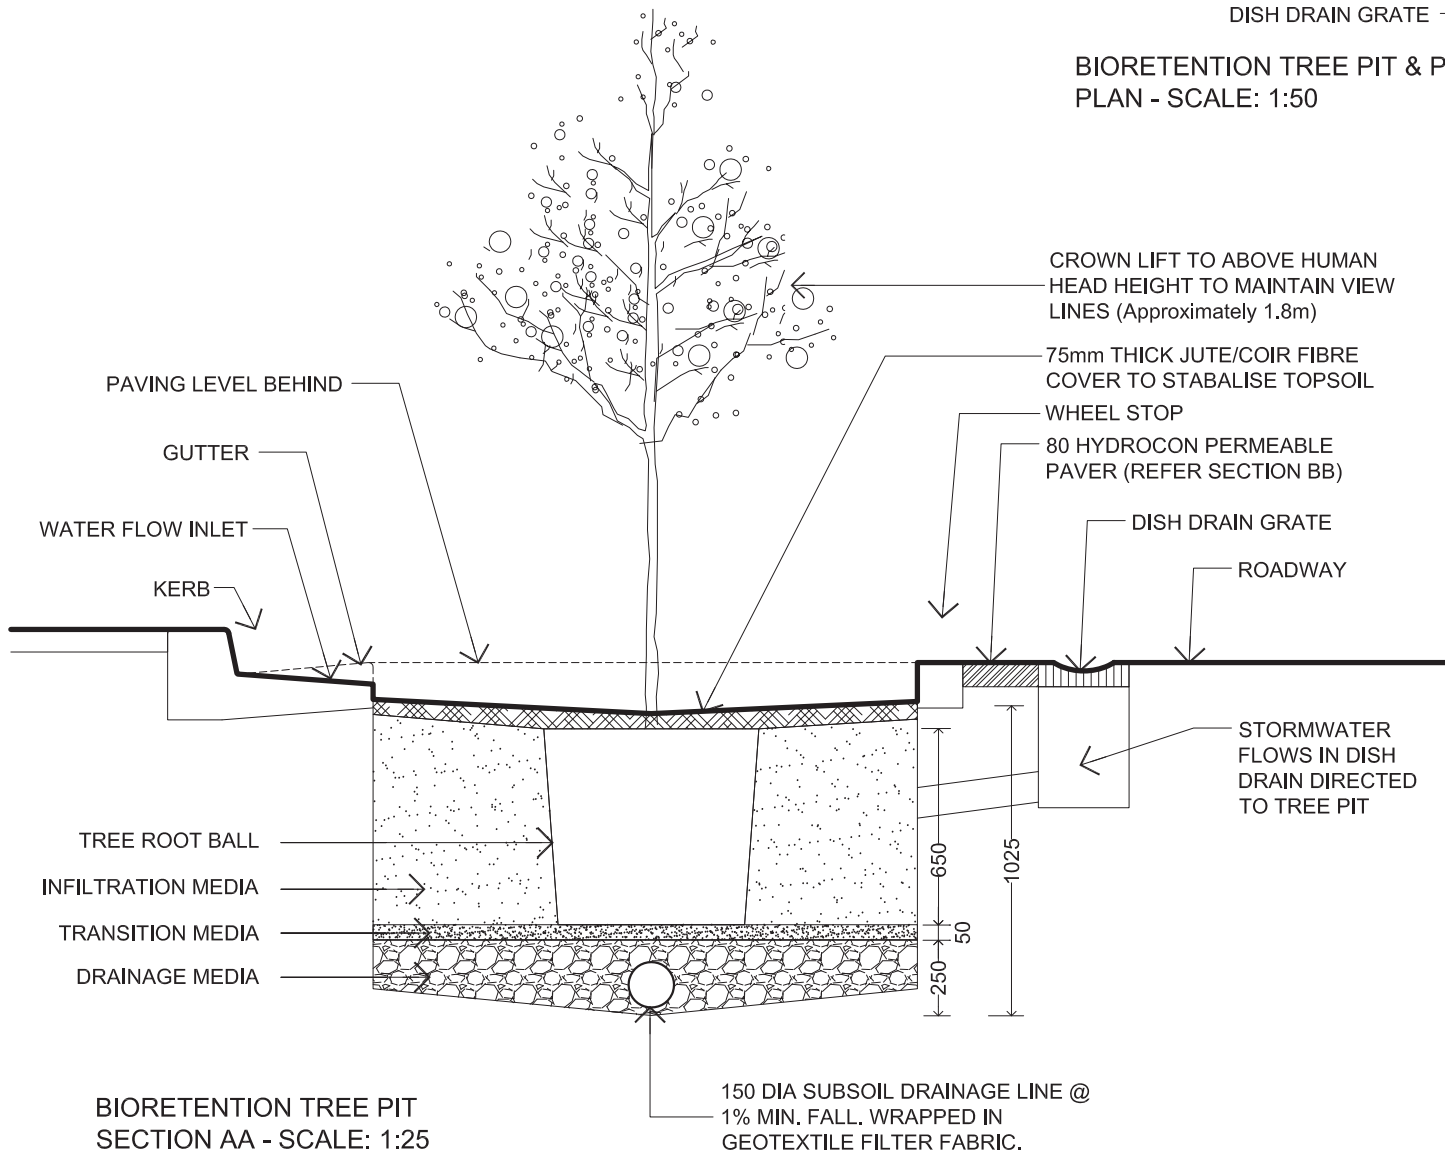 DISH DRAIN GRATE
BIORETENTION TREE PIT & P
PLAN - SCALE: 1:50
CROWN LIFT TO ABOVE HUMAN
HEAD HEIGHT TO MAINTAIN VIEW
LINES (Approximately 1.8m)
75mm THICK JUTE/COIR FIBRE
COVER TO STABALISE TOPSOIL
WHEEL STOP
80 HYDROCON PERMEABLE
PAVER (REFER SECTION BB)
DISH DRAIN GRATE
ROADWAY
PAVING LEVEL BEHIND
GUTTER
WATER FLOW INLET
KERB
STORMWATER
FLOWS IN DISH
DRAIN DIRECTED
TO TREE PIT
TREE ROOT BALL
INFILTRATION MEDIA
TRANSITION MEDIA
DRAINAGE MEDIA
650
50
250
1025
150 DIA SUBSOIL DRAINAGE LINE @
1% MIN. FALL. WRAPPED IN
GEOTEXTILE FILTER FABRIC.
BIORETENTION TREE PIT
SECTION AA - SCALE: 1:25